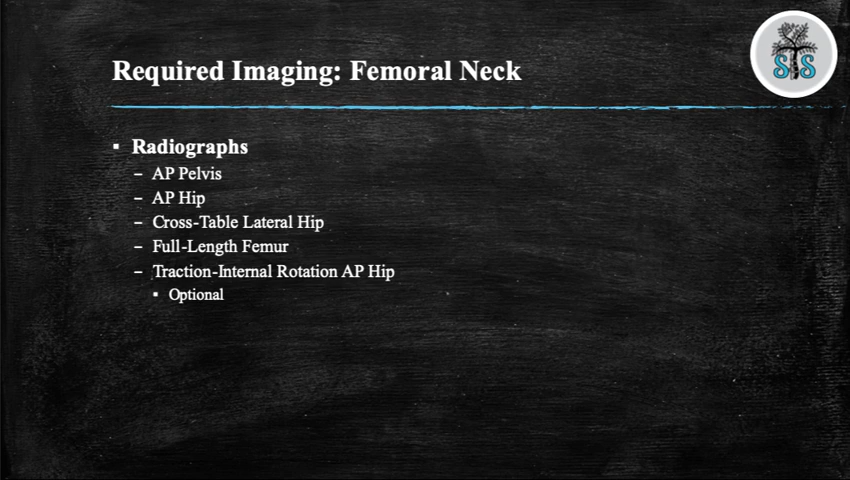 Required Imaging: Femoral Neck
STS
▪ Radiographs
– AP Pelvis
– AP Hip
– Cross-Table Lateral Hip
– Full-Length Femur
– Traction-Internal Rotation AP Hip
▪ Optional